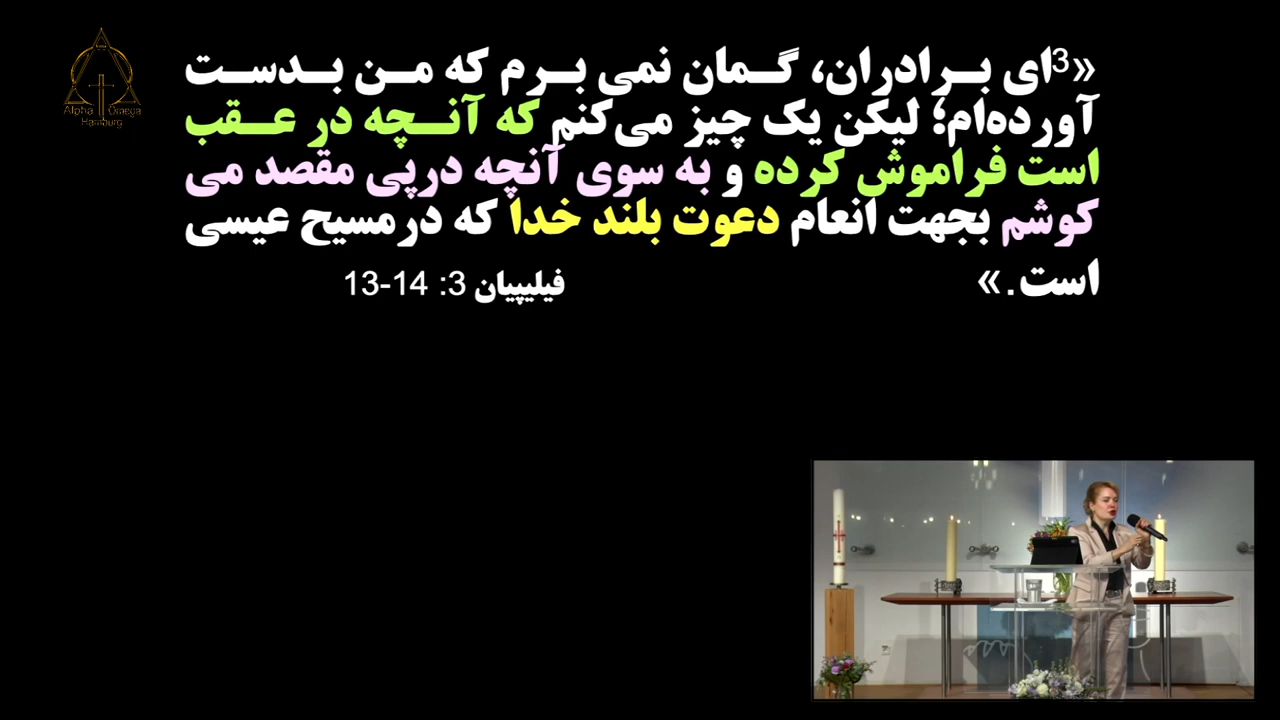 Alpha Omega
Hamburg
«3ای برادران، گمان نمی برم که من بدست
آورده‌ام؛ لیکن یک چیز می‌کنم که آنچه در عقب
است فراموش کرده و به سوی آنچه درپی مقصد می
کوشم بجهت انعام دعوت بلند خدا که درمسیح عیسی
است.»
فیلیپیان 3: 14-13